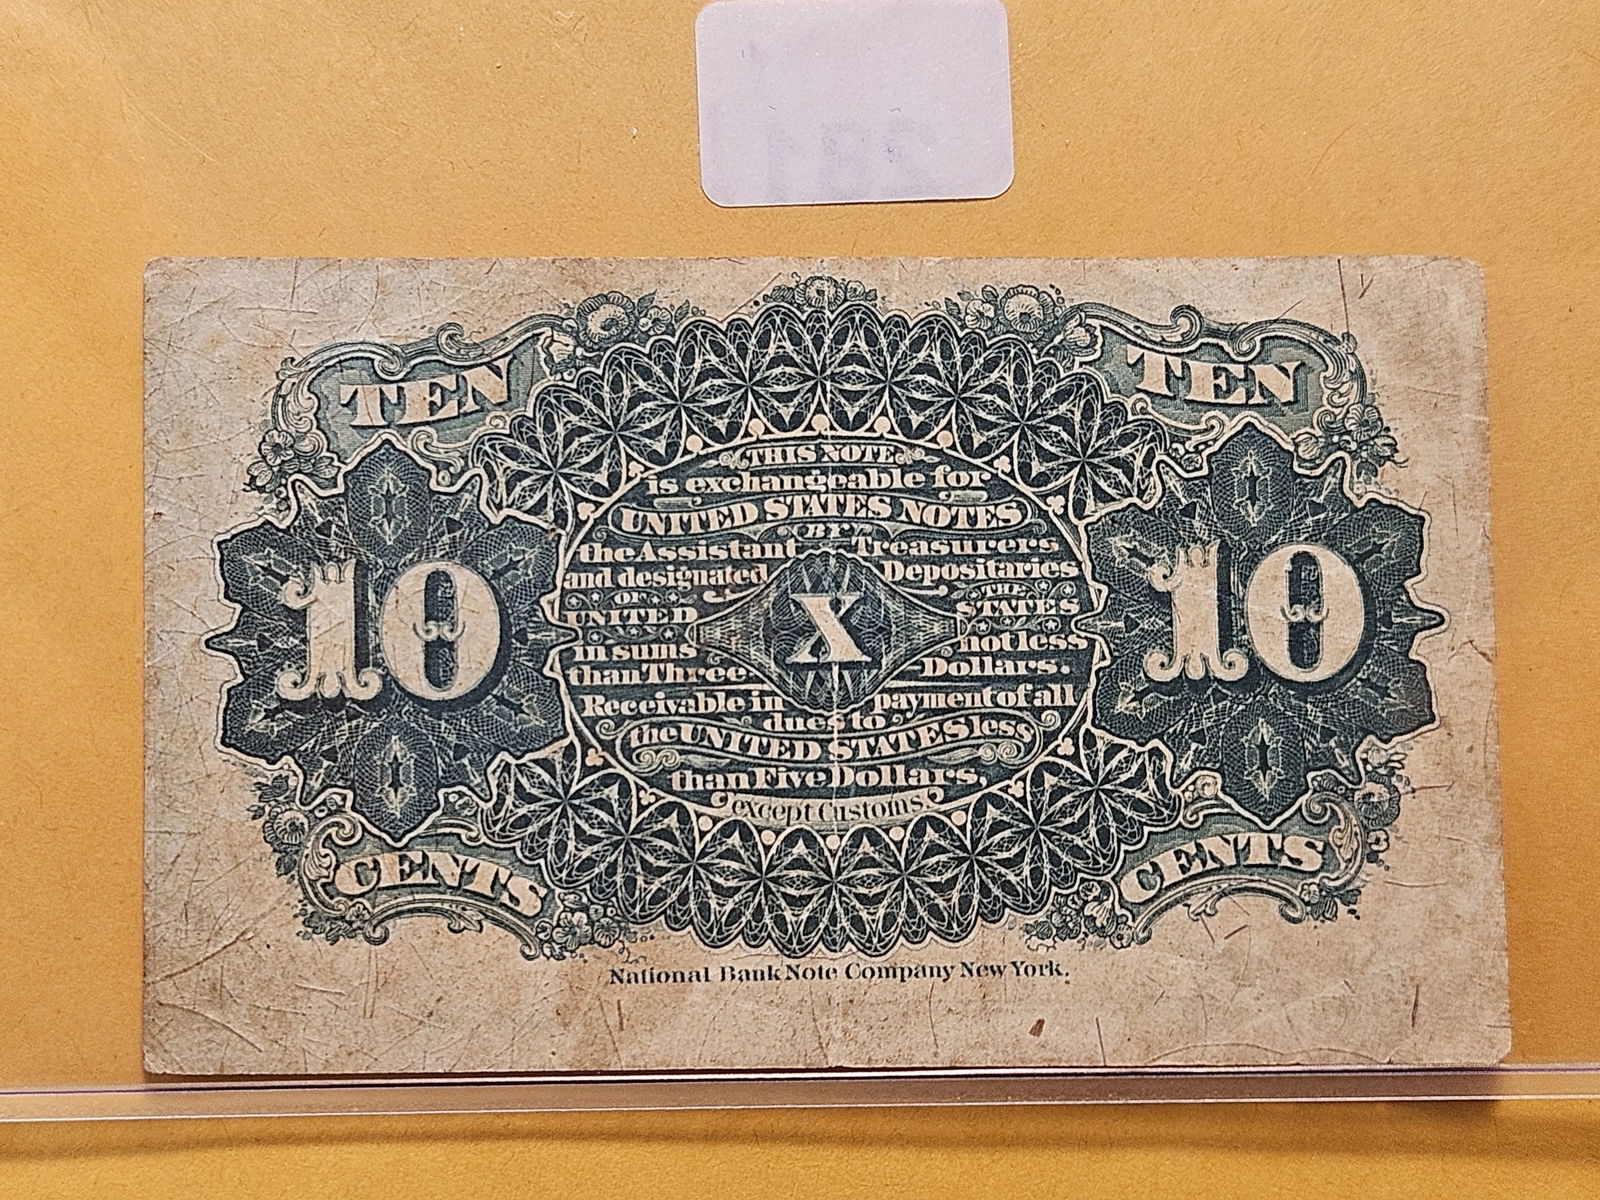 TEN TEN
THIS NOTE
is exchangeable for
UNITED STATES NOTES
BY
the Assistant Treasurers
and designated Depositaries
OF THE
UNITED STATES
in sums not less
than Three Dollars.
Receivable in payment of all
dues to
the UNITED STATES less
than Five Dollars,
except Customs.
10 X 10
CENTS CENTS
National Bank Note Company New York.